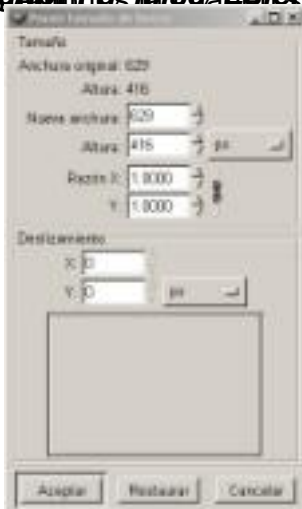 Tamaño
Anchura original: 629
Altura: 416
Nueva anchura: 629
Altura: 416 px
Razón X: 1.0000
Y: 1.0000
Deslizamiento
X: 0
Y: 0 px
Aceptar Restaurar Cancelar